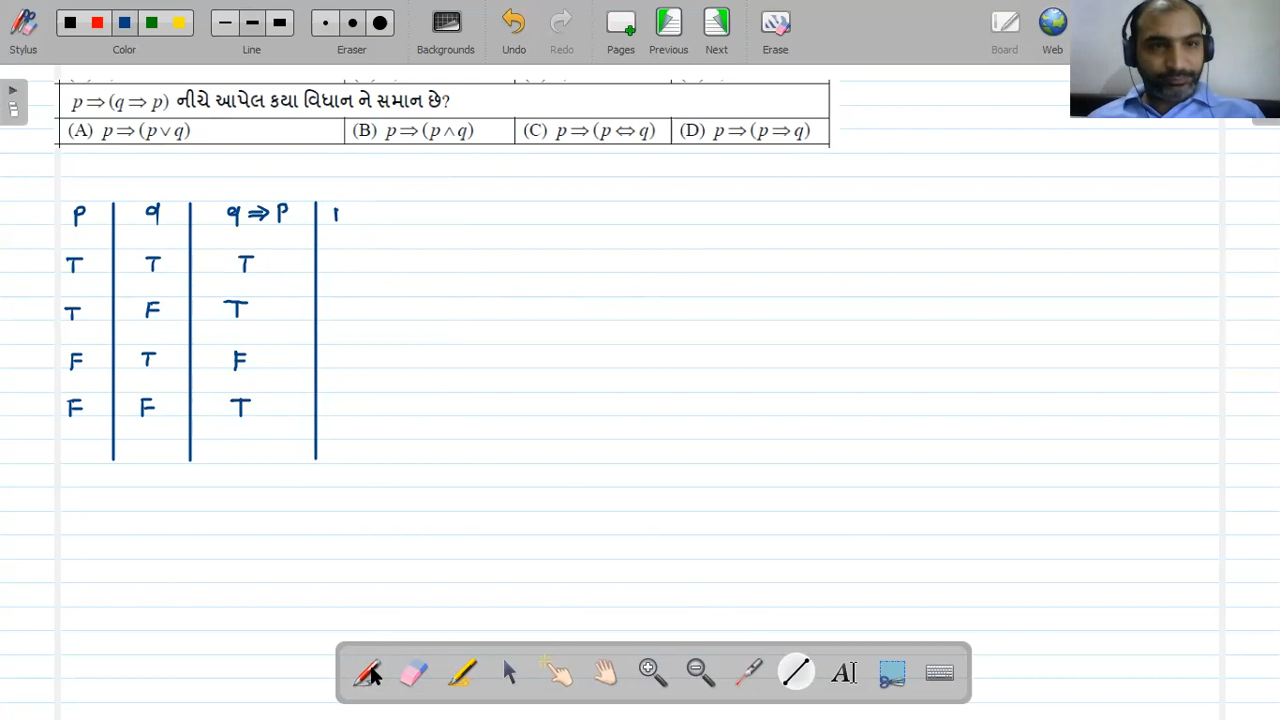 Stylus Color Line Eraser Backgrounds Undo Redo Pages Previous Next Erase Board Web
p ⇒ (q ⇒ p) નીચે આપેલ કયા વિધાન ને સમાન છે?
(A) p ⇒ (p ∨ q) (B) p ⇒ (p ∧ q) (C) p ⇒ (p ⇔ q) (D) p ⇒ (p ⇒ q)
p q q ⇒ p
T T T
T F T
F T F
F F T